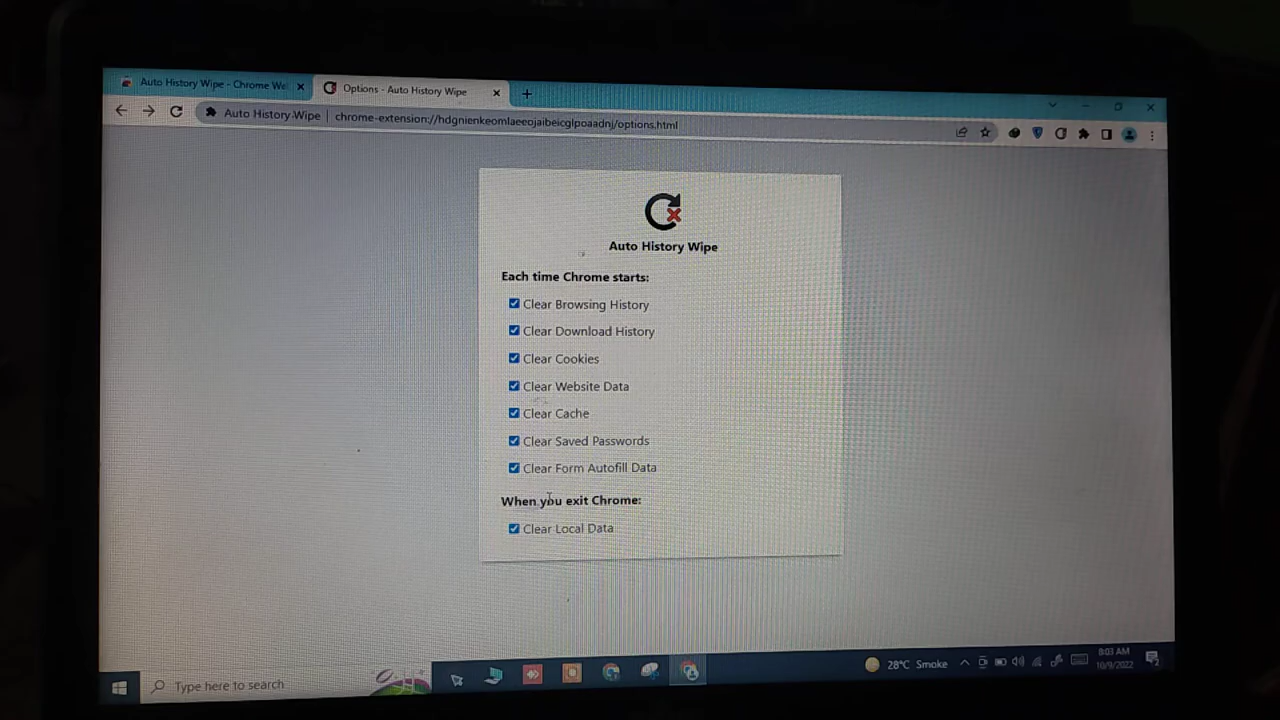 Auto History Wipe - Chrome We
Options - Auto History Wipe
Auto History Wipe
chrome-extension://hdgnienkeomlaeeojaibeicglpoaadnj/options.html
Auto History Wipe
Each time Chrome starts:
Clear Browsing History
Clear Download History
Clear Cookies
Clear Website Data
Clear Cache
Clear Saved Passwords
Clear Form Autofill Data
When you exit Chrome:
Clear Local Data
Type here to search
28°C Smoke
8:03 AM
10/9/2022